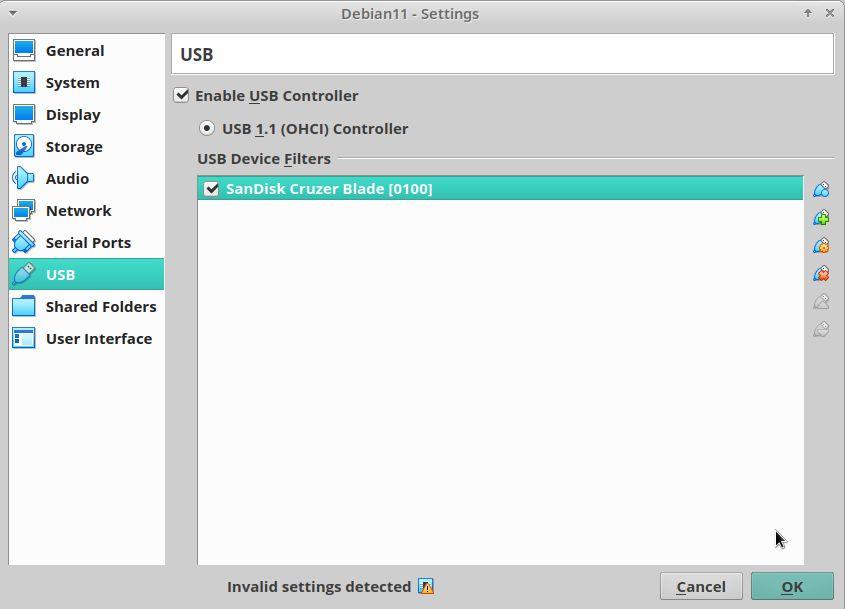 Debian11 - Settings
General
System
Display
Storage
Audio
Network
Serial Ports
USB
Shared Folders
User Interface
USB
Enable USB Controller
USB 1.1 (OHCI) Controller
USB Device Filters
SanDisk Cruzer Blade [0100]
Invalid settings detected
Cancel
OK